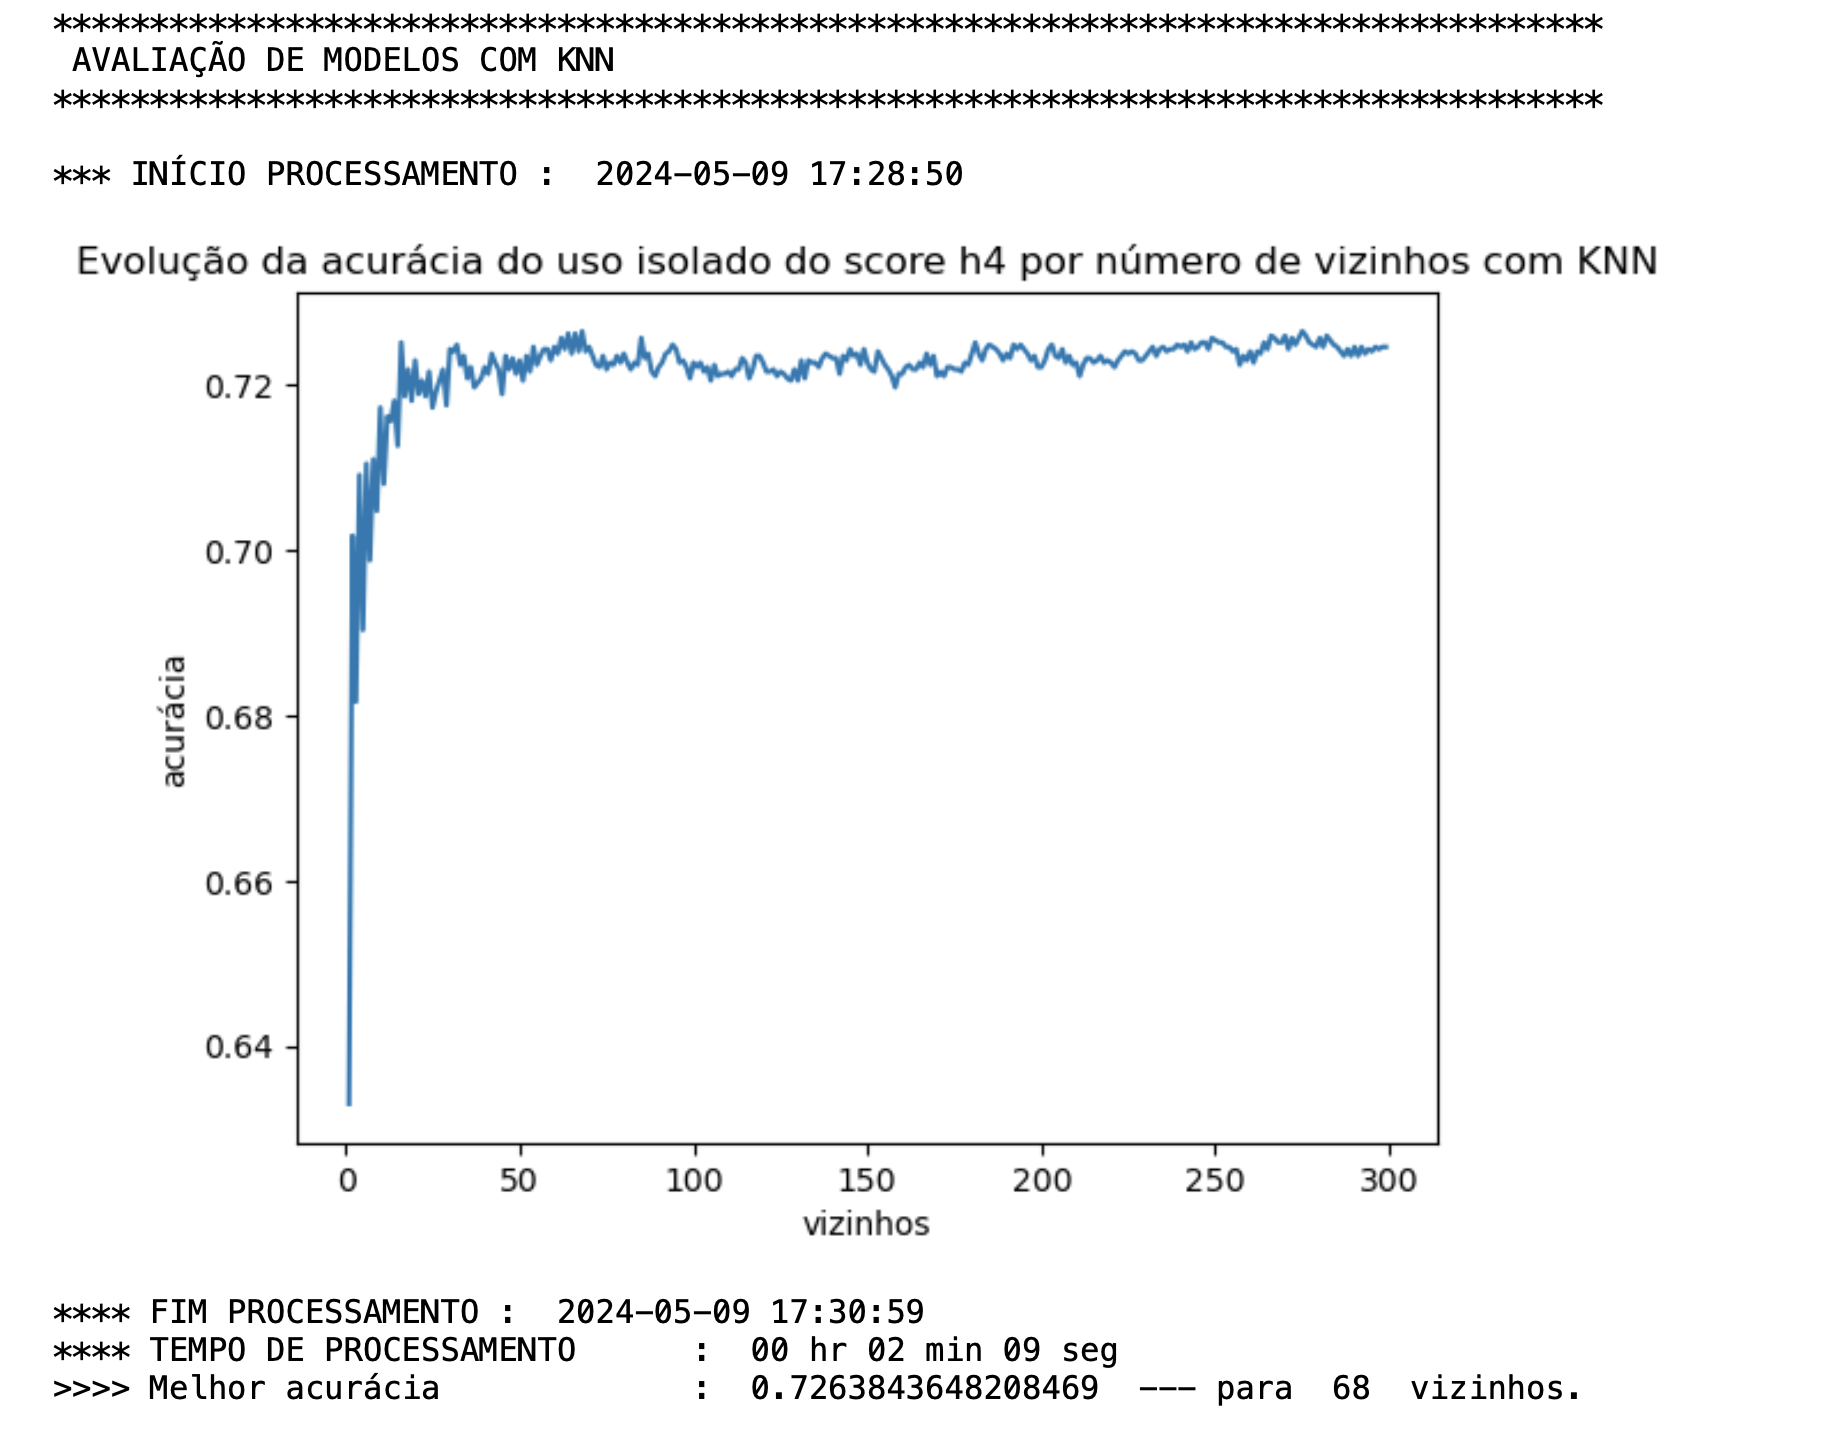 ********************************************************************************
AVALIAÇÃO DE MODELOS COM KNN
********************************************************************************
*** INÍCIO PROCESSAMENTO :  2024-05-09 17:28:50
Evolução da acurácia do uso isolado do score h4 por número de vizinhos com KNN
0.72
0.70
0.68
0.66
0.64
acurácia
0 50 100 150 200 250 300
vizinhos
**** FIM PROCESSAMENTO :  2024-05-09 17:30:59
**** TEMPO DE PROCESSAMENTO      :  00 hr 02 min 09 seg
>>>> Melhor acurácia             :  0.7263843648208469  --- para  68  vizinhos.